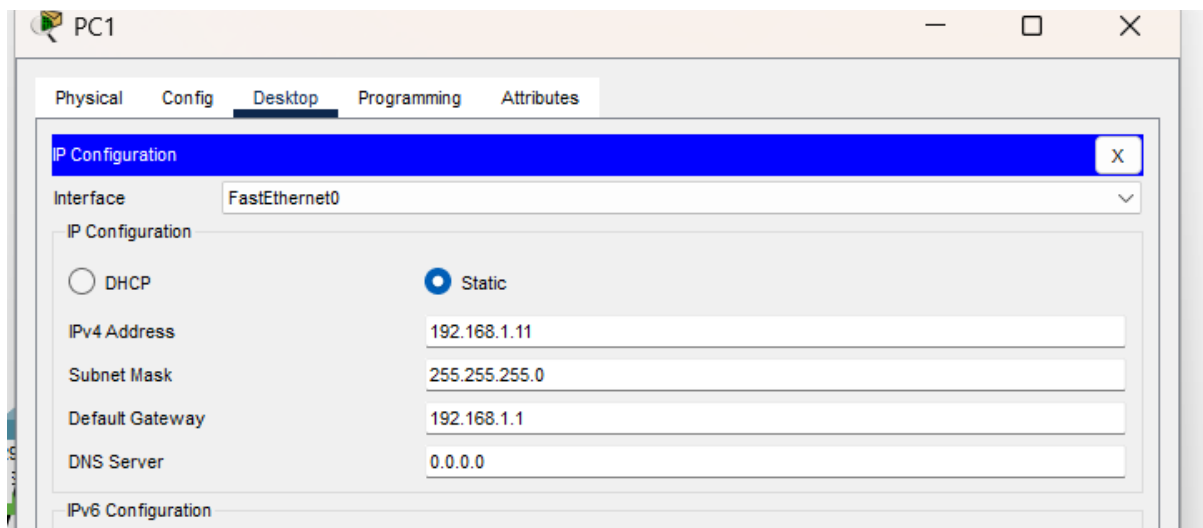 PC1
Physical Config Desktop Programming Attributes
IP Configuration X
Interface FastEthernet0
IP Configuration
DHCP Static
IPv4 Address 192.168.1.11
Subnet Mask 255.255.255.0
Default Gateway 192.168.1.1
DNS Server 0.0.0.0
IPv6 Configuration